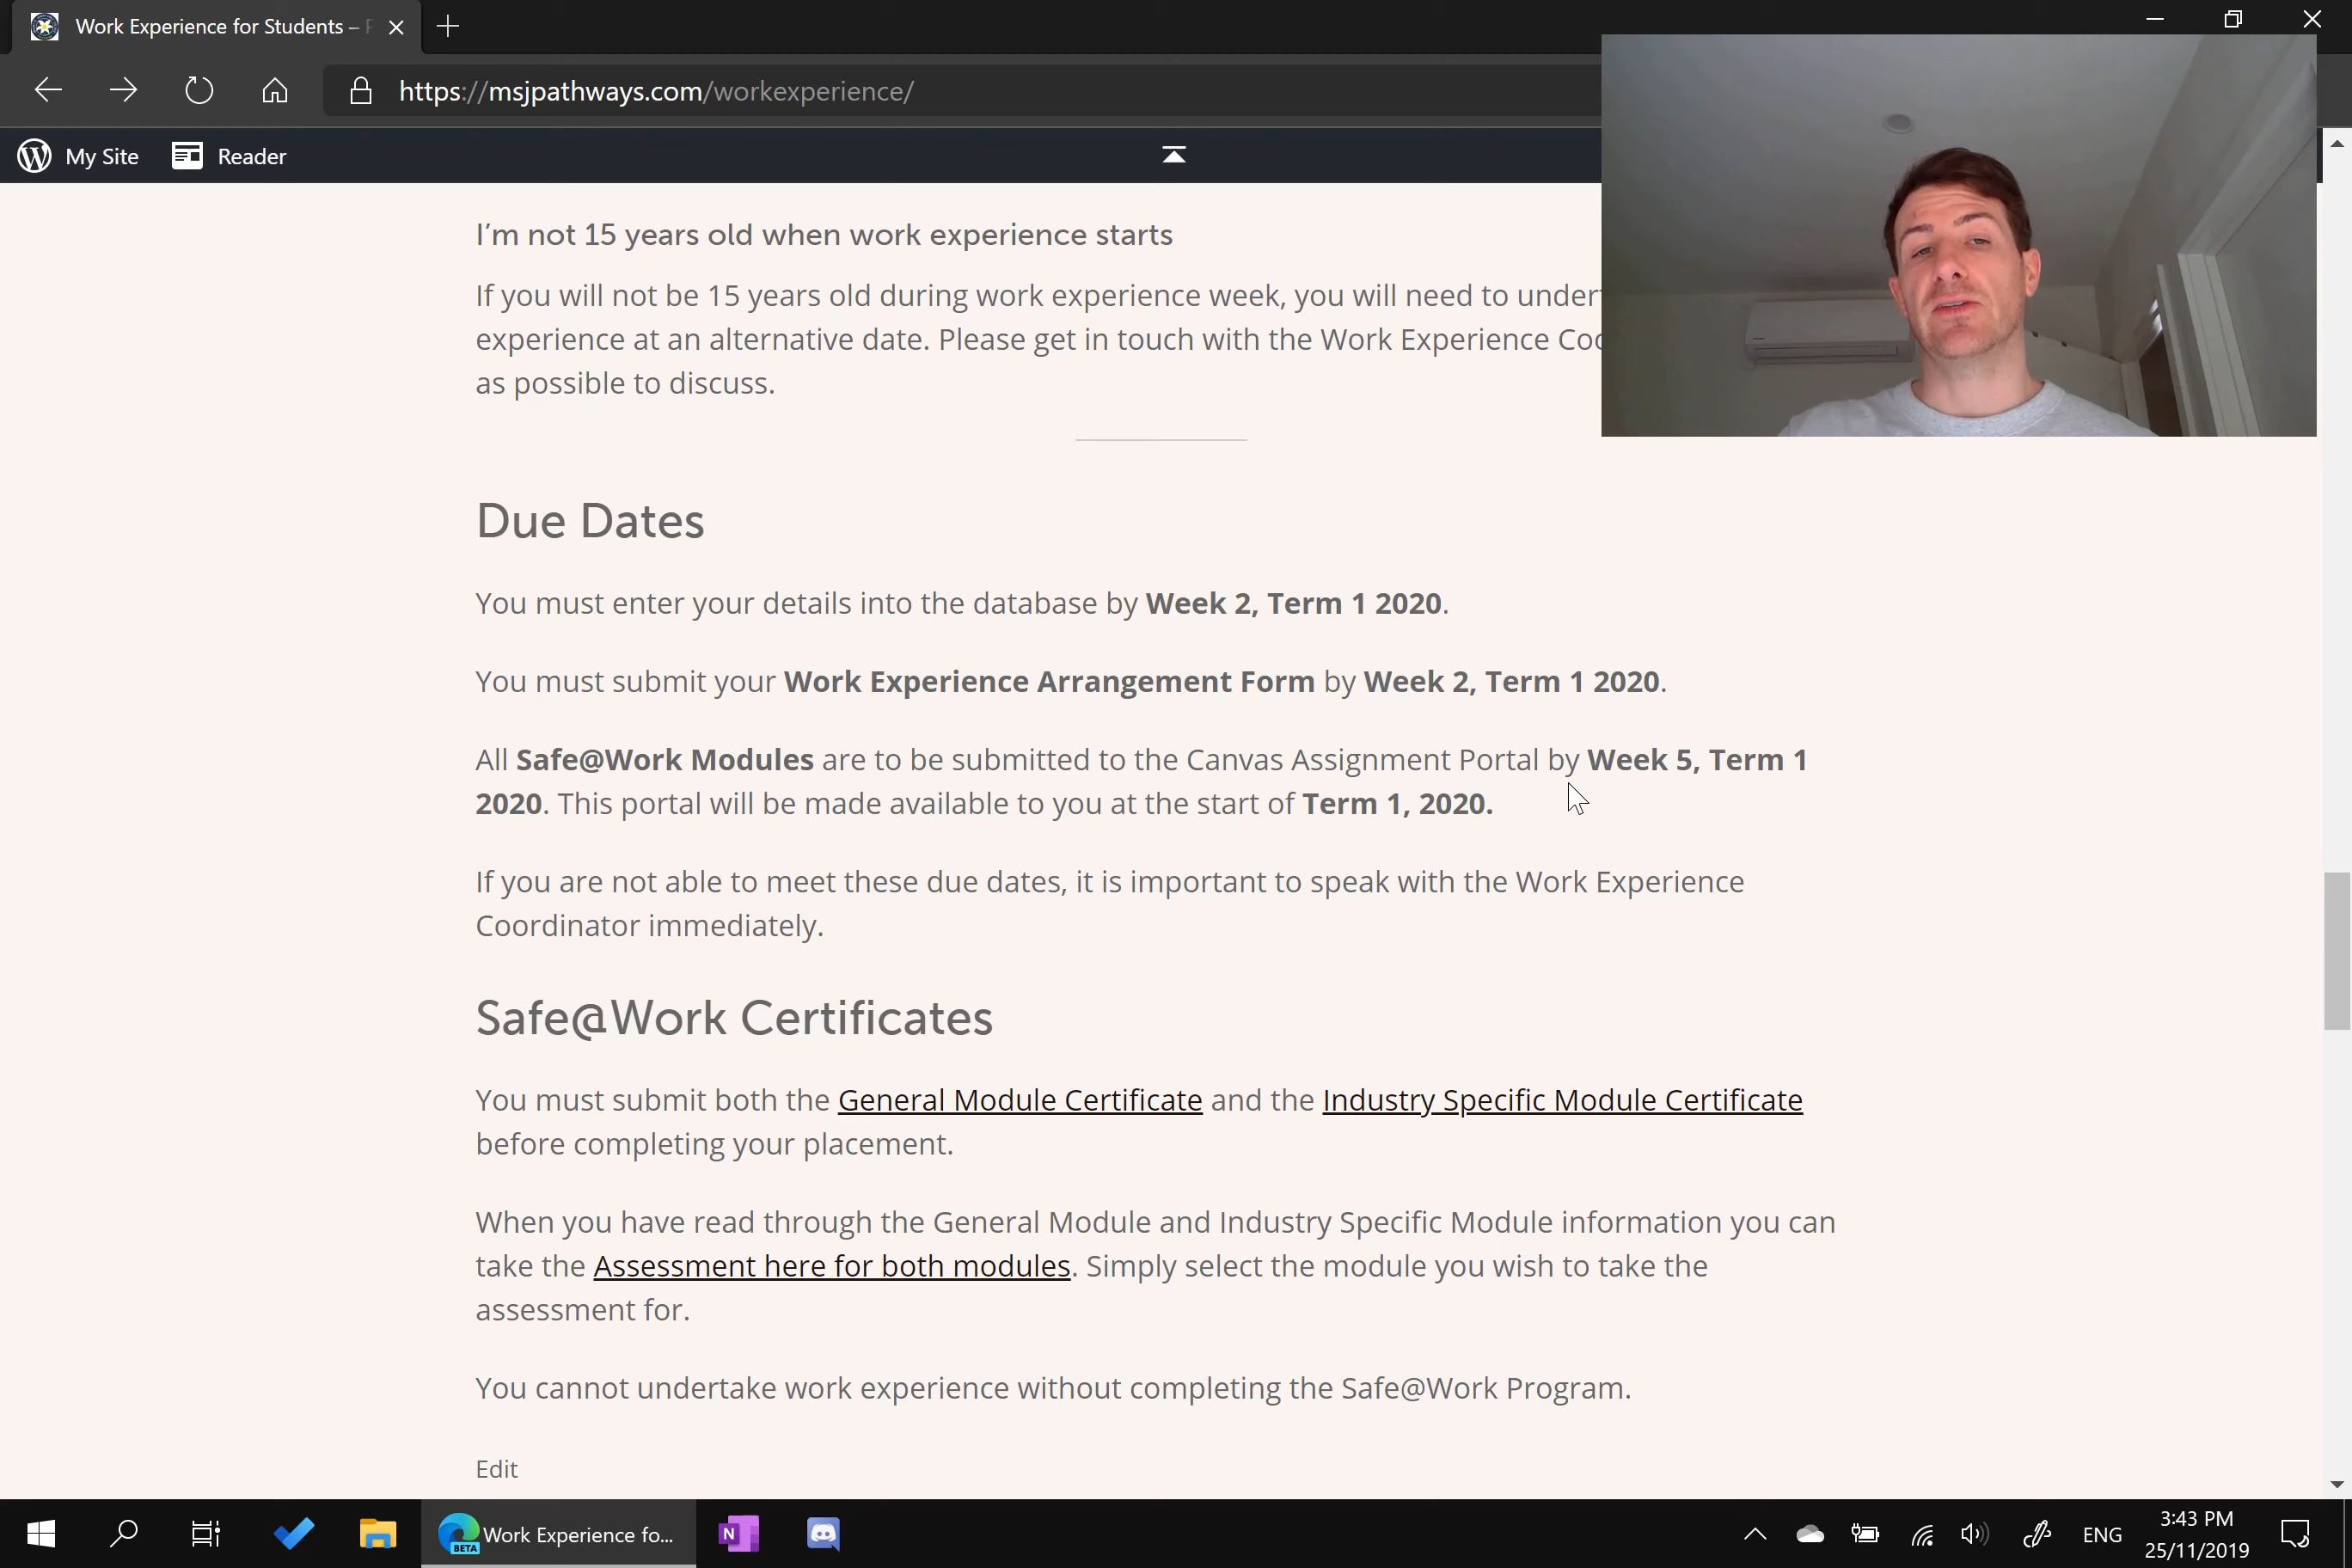 Work Experience for Students –
https://msjpathways.com/workexperience/
My Site
Reader
I'm not 15 years old when work experience starts
If you will not be 15 years old during work experience week, you will need to
experience at an alternative date. Please get in touch with the Work Experience
as possible to discuss.
Due Dates
You must enter your details into the database by Week 2, Term 1 2020.
You must submit your Work Experience Arrangement Form by Week 2, Term 1 2020.
All Safe@Work Modules are to be submitted to the Canvas Assignment Portal by Week 5, Term 1
2020. This portal will be made available to you at the start of Term 1, 2020.
If you are not able to meet these due dates, it is important to speak with the Work Experience
Coordinator immediately.
Safe@Work Certificates
You must submit both the General Module Certificate and the Industry Specific Module Certificate
before completing your placement.
When you have read through the General Module and Industry Specific Module information you can
take the Assessment here for both modules. Simply select the module you wish to take the
assessment for.
You cannot undertake work experience without completing the Safe@Work Program.
Edit
BETA
Work Experience fo...
N
ENG
3:43 PM
25/11/2019